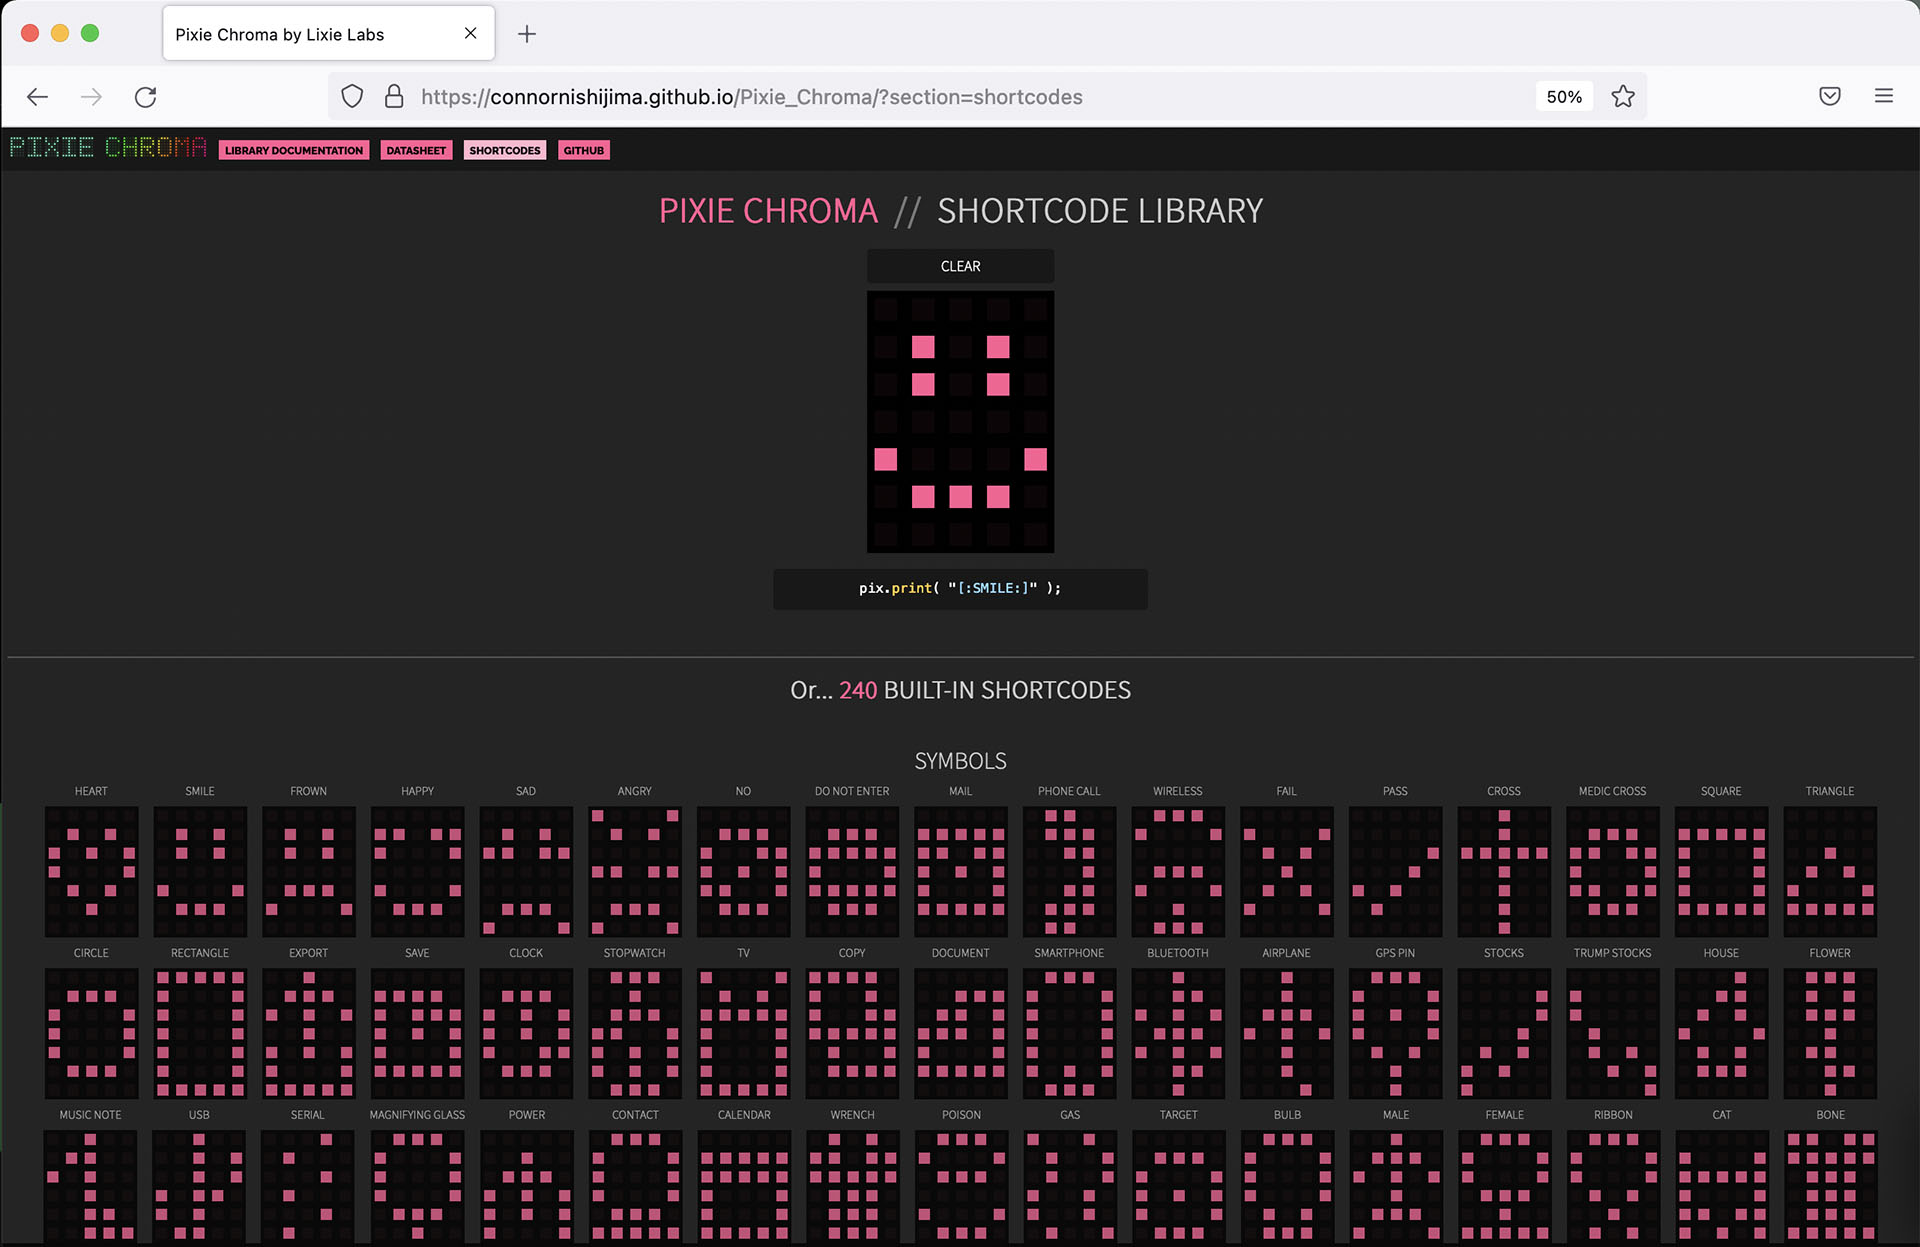 Pixie Chroma by Lixie Labs
https://connornishijima.github.io/Pixie_Chroma/?section=shortcodes
50%
PIXIE CHROMA
LIBRARY DOCUMENTATION
DATASHEET
SHORTCODES
GITHUB
PIXIE CHROMA // SHORTCODE LIBRARY
CLEAR
pix.print( "[:SMILE:]" );
Or... 240 BUILT-IN SHORTCODES
SYMBOLS
HEART SMILE FROWN HAPPY SAD ANGRY NO DO NOT ENTER MAIL PHONE CALL WIRELESS FAIL PASS CROSS MEDIC CROSS SQUARE TRIANGLE
CIRCLE RECTANGLE EXPORT SAVE CLOCK STOPWATCH TV COPY DOCUMENT SMARTPHONE BLUETOOTH AIRPLANE GPS PIN STOCKS TRUMP STOCKS HOUSE FLOWER
MUSIC NOTE USB SERIAL MAGNIFYING GLASS POWER CONTACT CALENDAR WRENCH POISON GAS TARGET BULB MALE FEMALE RIBBON CAT BONE